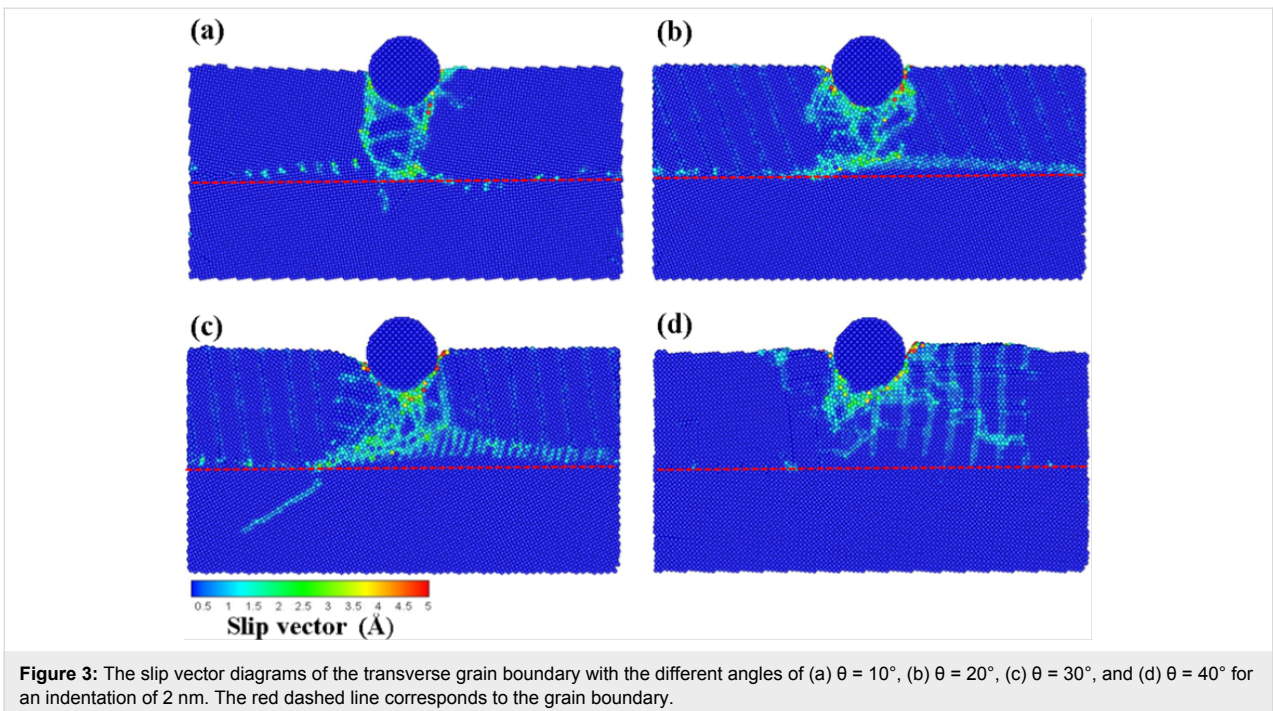 (a)
(b)
(c)
(d)
0.5 1 1.5 2 2.5 3 3.5 4 4.5 5
Slip vector (Å)
Figure 3: The slip vector diagrams of the transverse grain boundary with the different angles of (a) θ = 10°, (b) θ = 20°, (c) θ = 30°, and (d) θ = 40° for
an indentation of 2 nm. The red dashed line corresponds to the grain boundary.